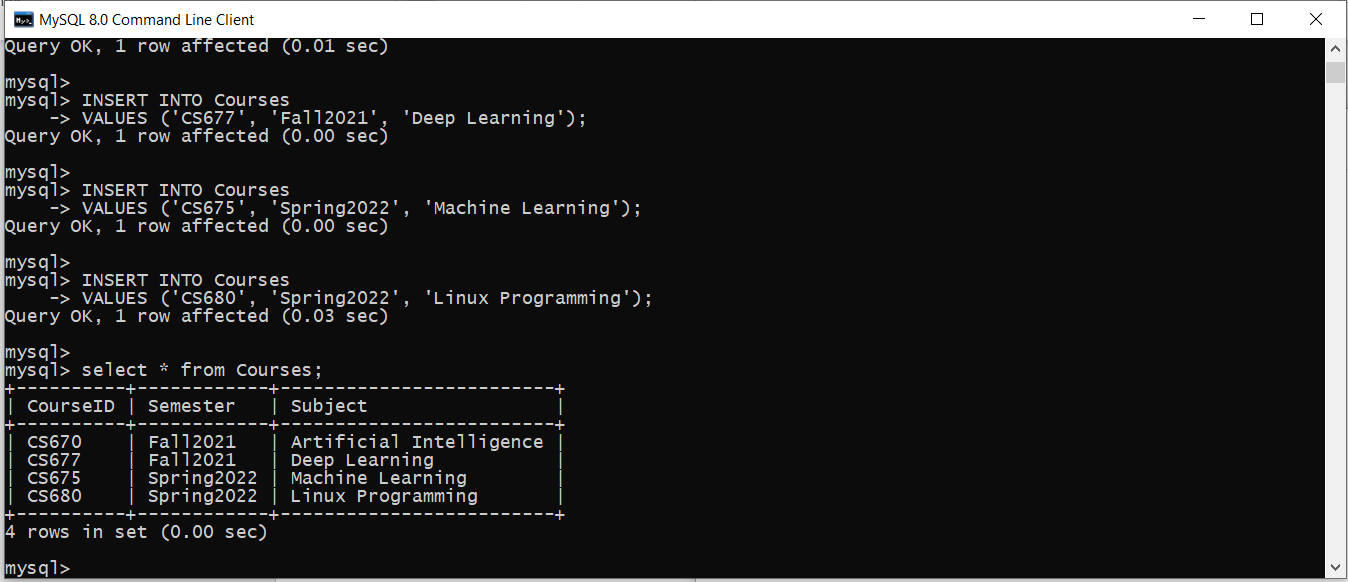 MySQL 8.0 Command Line Client
Query OK, 1 row affected (0.01 sec)
mysql>
mysql> INSERT INTO Courses
    -> VALUES ('CS677', 'Fall2021', 'Deep Learning');
Query OK, 1 row affected (0.00 sec)
mysql>
mysql> INSERT INTO Courses
    -> VALUES ('CS675', 'Spring2022', 'Machine Learning');
Query OK, 1 row affected (0.00 sec)
mysql>
mysql> INSERT INTO Courses
    -> VALUES ('CS680', 'Spring2022', 'Linux Programming');
Query OK, 1 row affected (0.03 sec)
mysql>
mysql> select * from Courses;
+----------+------------+-------------------------+
| CourseID | Semester   | Subject                 |
+----------+------------+-------------------------+
| CS670    | Fall2021   | Artificial Intelligence |
| CS677    | Fall2021   | Deep Learning           |
| CS675    | Spring2022 | Machine Learning        |
| CS680    | Spring2022 | Linux Programming       |
+----------+------------+-------------------------+
4 rows in set (0.00 sec)
mysql>